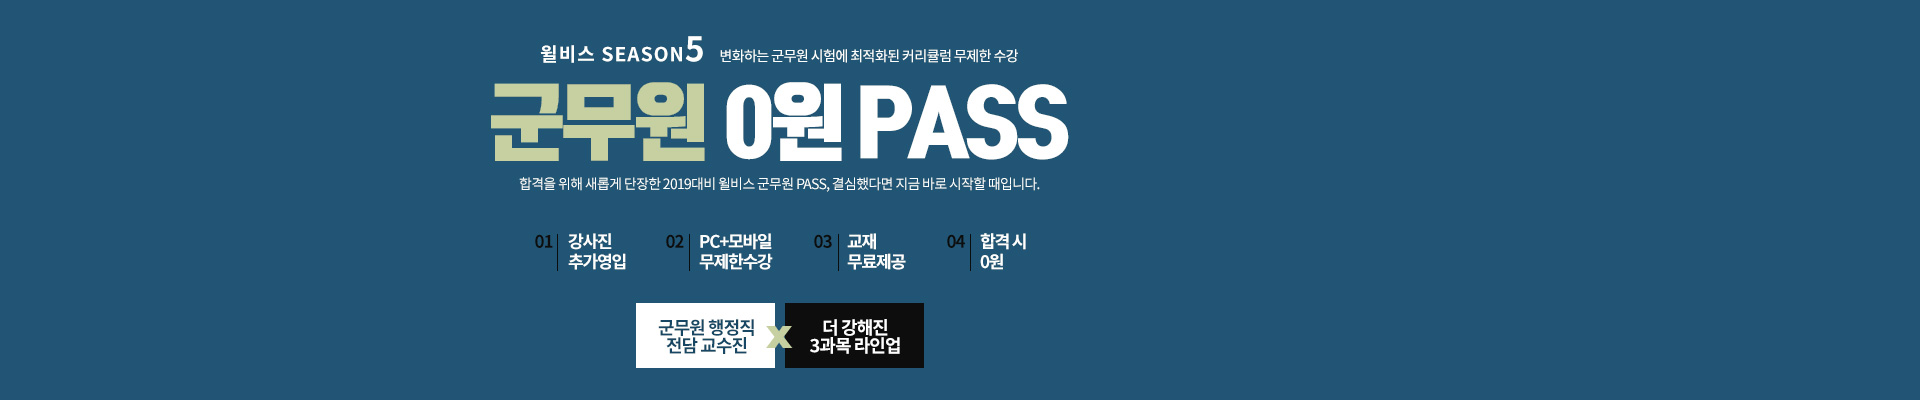 윌비스 SEASON5 변화하는 군무원 시험에 최적화된 커리큘럼 무제한 수강
군무원 0원 PASS
합격을 위해 새롭게 단장한 2019대비 윌비스 군무원 PASS, 결심했다면 지금 바로 시작할 때입니다.
01 강사진
추가영입
02 PC+모바일
무제한수강
03 교재
무료제공
04 합격 시
0원
군무원 행정직
전담 교수진
X
더 강해진
3과목 라인업